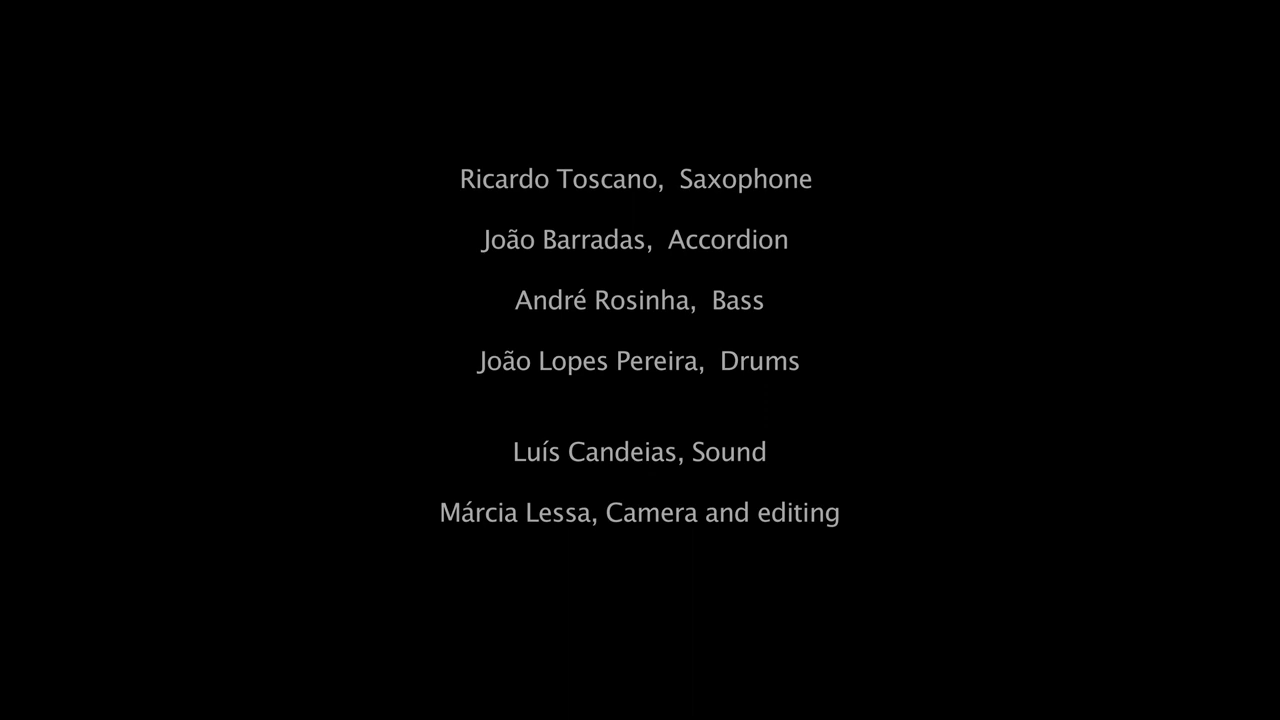 Ricardo Toscano,  Saxophone
João Barradas,  Accordion
André Rosinha,  Bass
João Lopes Pereira,  Drums
Luís Candeias, Sound
Márcia Lessa, Camera and editing